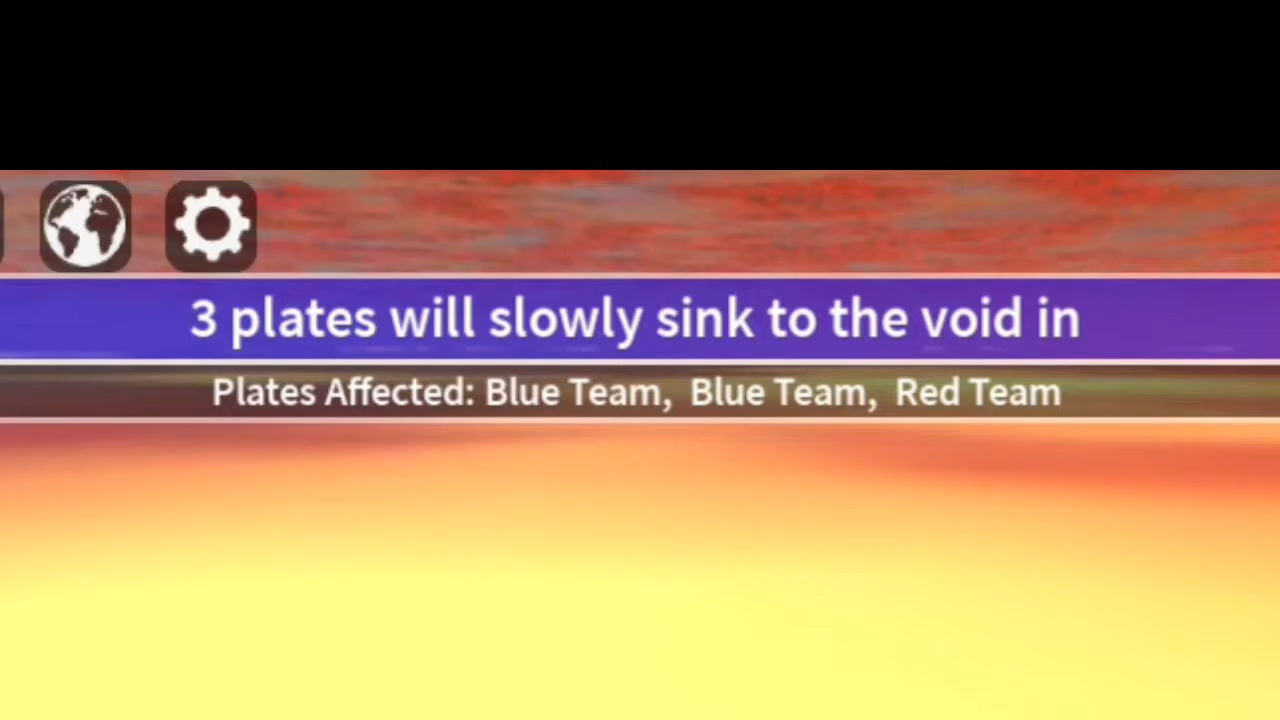 3 plates will slowly sink to the void in
Plates Affected: Blue Team, Blue Team, Red Team